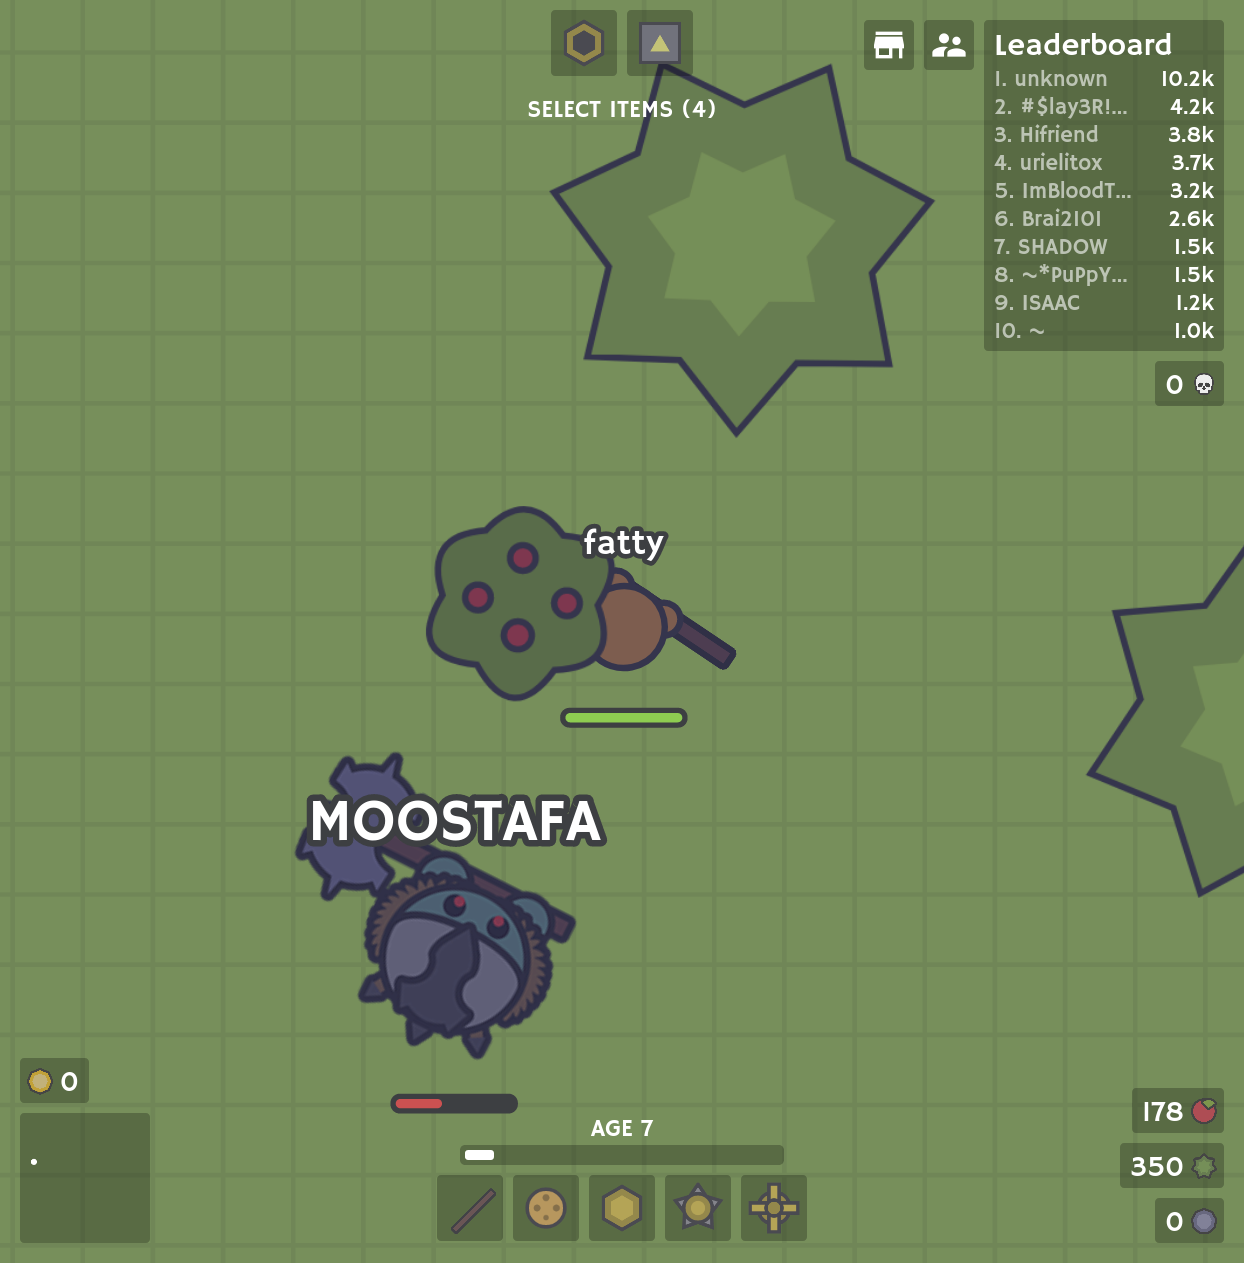 SELECT ITEMS (4)
Leaderboard
1. unknown 10.2k
2. #$lay3R!... 4.2k
3. Hifriend 3.8k
4. urielitox 3.7k
5. ImBloodT... 3.2k
6. Brai2101 2.6k
7. SHADOW 1.5k
8. ~*PuPpY... 1.5k
9. ISAAC 1.2k
10. ~ 1.0k
0
fatty
MOOSTAFA
0
AGE 7
178
350
0